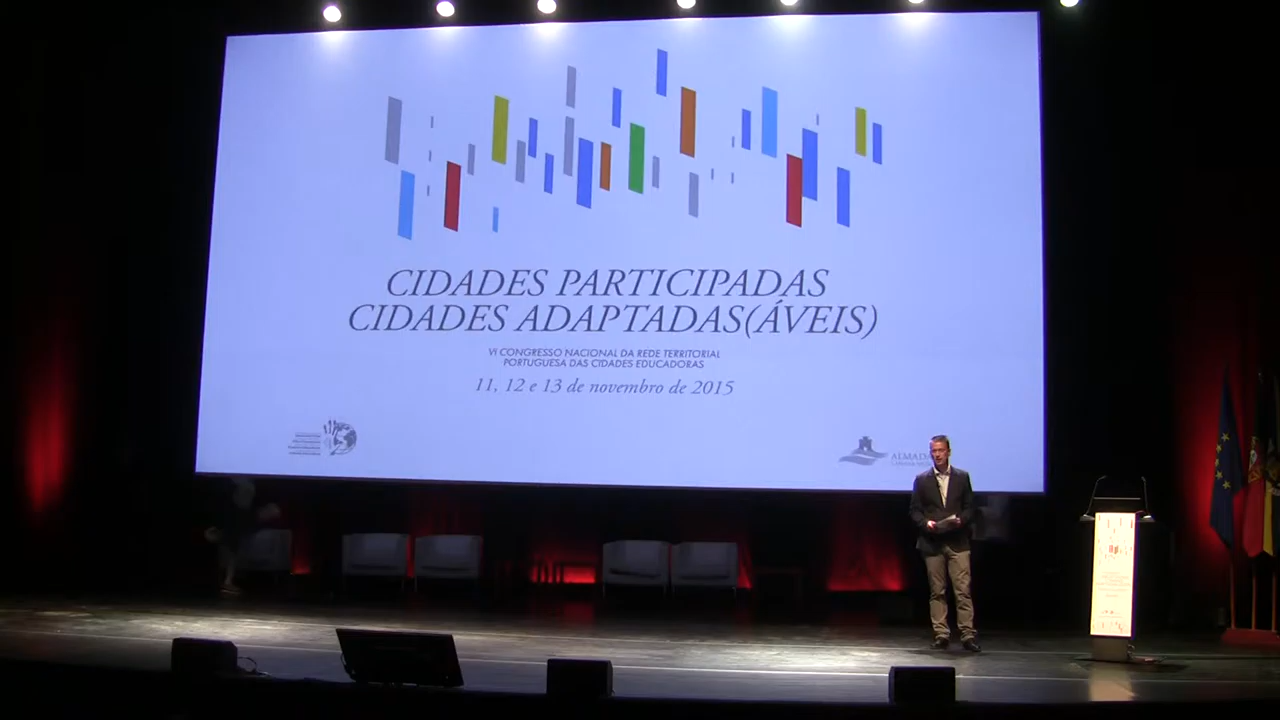 CIDADES PARTICIPADAS
CIDADES ADAPTADAS(ÁVEIS)
VI CONGRESSO NACIONAL DA REDE TERRITORIAL
PORTUGUESA DAS CIDADES EDUCADORAS
11, 12 e 13 de novembro de 2015